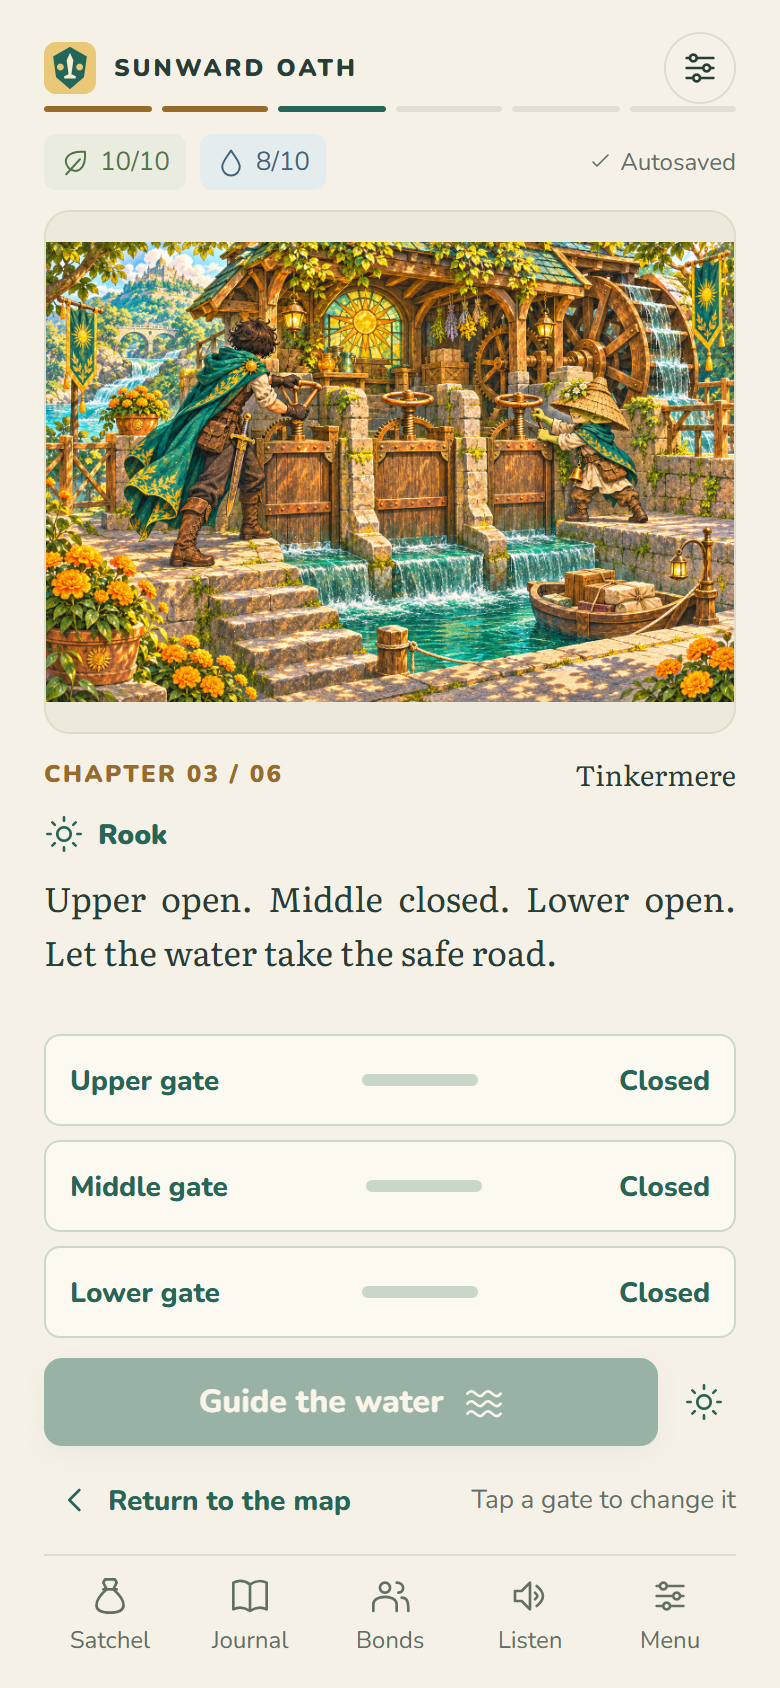 SUNWARD OATH
10/10
8/10
Autosaved
CHAPTER 03 / 06
Tinkermere
Rook
Upper open. Middle closed. Lower open.
Let the water take the safe road.
Upper gate
Closed
Middle gate
Closed
Lower gate
Closed
Guide the water
Return to the map
Tap a gate to change it
Satchel
Journal
Bonds
Listen
Menu